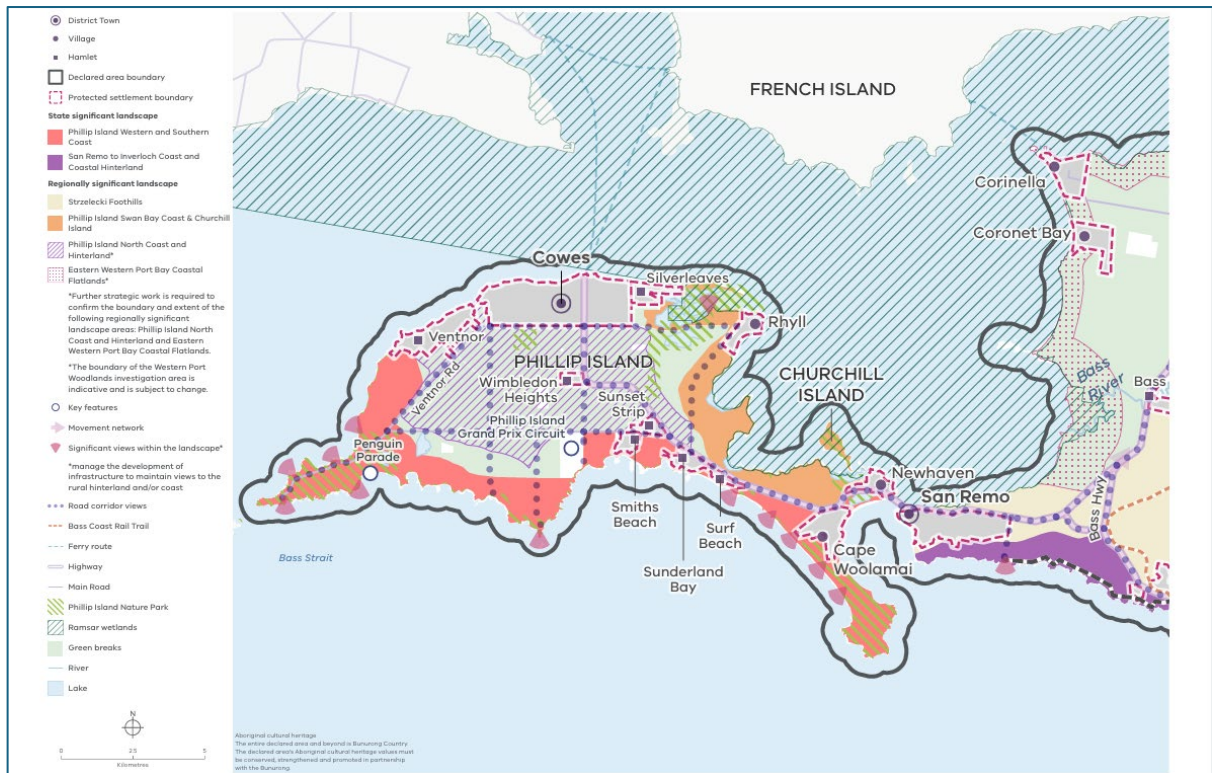 District Town
Village
Hamlet
Declared area boundary
Protected settlement boundary
State significant landscape
Phillip Island Western and Southern
Coast
San Remo to Inverloch Coast and
Coastal Hinterland
Regionally significant landscape
Strzelecki Foothills
Phillip Island Swan Bay Coast & Churchill
Island
Phillip Island North Coast and
Hinterland*
Eastern Western Port Bay Coastal
Flatlands*
*Further strategic work is required to
confirm the boundary and extent of the
following regionally significant
landscape areas: Phillip Island North
Coast and Hinterland and Eastern
Western Port Bay Coastal Flatlands.
*The boundary of the Western Port
Woodlands investigation area is
indicative and is subject to change.
Key features
Movement network
Significant views within the landscape*
*manage the development of
infrastructure to maintain views to the
rural hinterland and/or coast
Road corridor views
Bass Coast Rail Trail
Ferry route
Highway
Main Road
Phillip Island Nature Park
Ramsar wetlands
Green breaks
River
Lake
N
0 2.5 5
Kilometres
FRENCH ISLAND
Corinella
Coronet Bay
Cowes
Silverleaves
Rhyll
Ventnor
PHILLIP ISLAND
CHURCHILL
ISLAND
Bass
River
Bass
Ventnor Rd
Wimbledon
Heights
Sunset
Strip
Phillip Island
Grand Prix Circuit
Penguin
Parade
Newhaven
San Remo
Bass Hwy
Smiths
Beach
Surf
Beach
Sunderland
Bay
Cape
Woolamai
Bass Strait
Aboriginal cultural heritage
The entire declared area and beyond is Bunurong Country.
The declared area's Aboriginal cultural heritage values must
be conserved, strengthened and promoted in partnership
with the Bunurong.